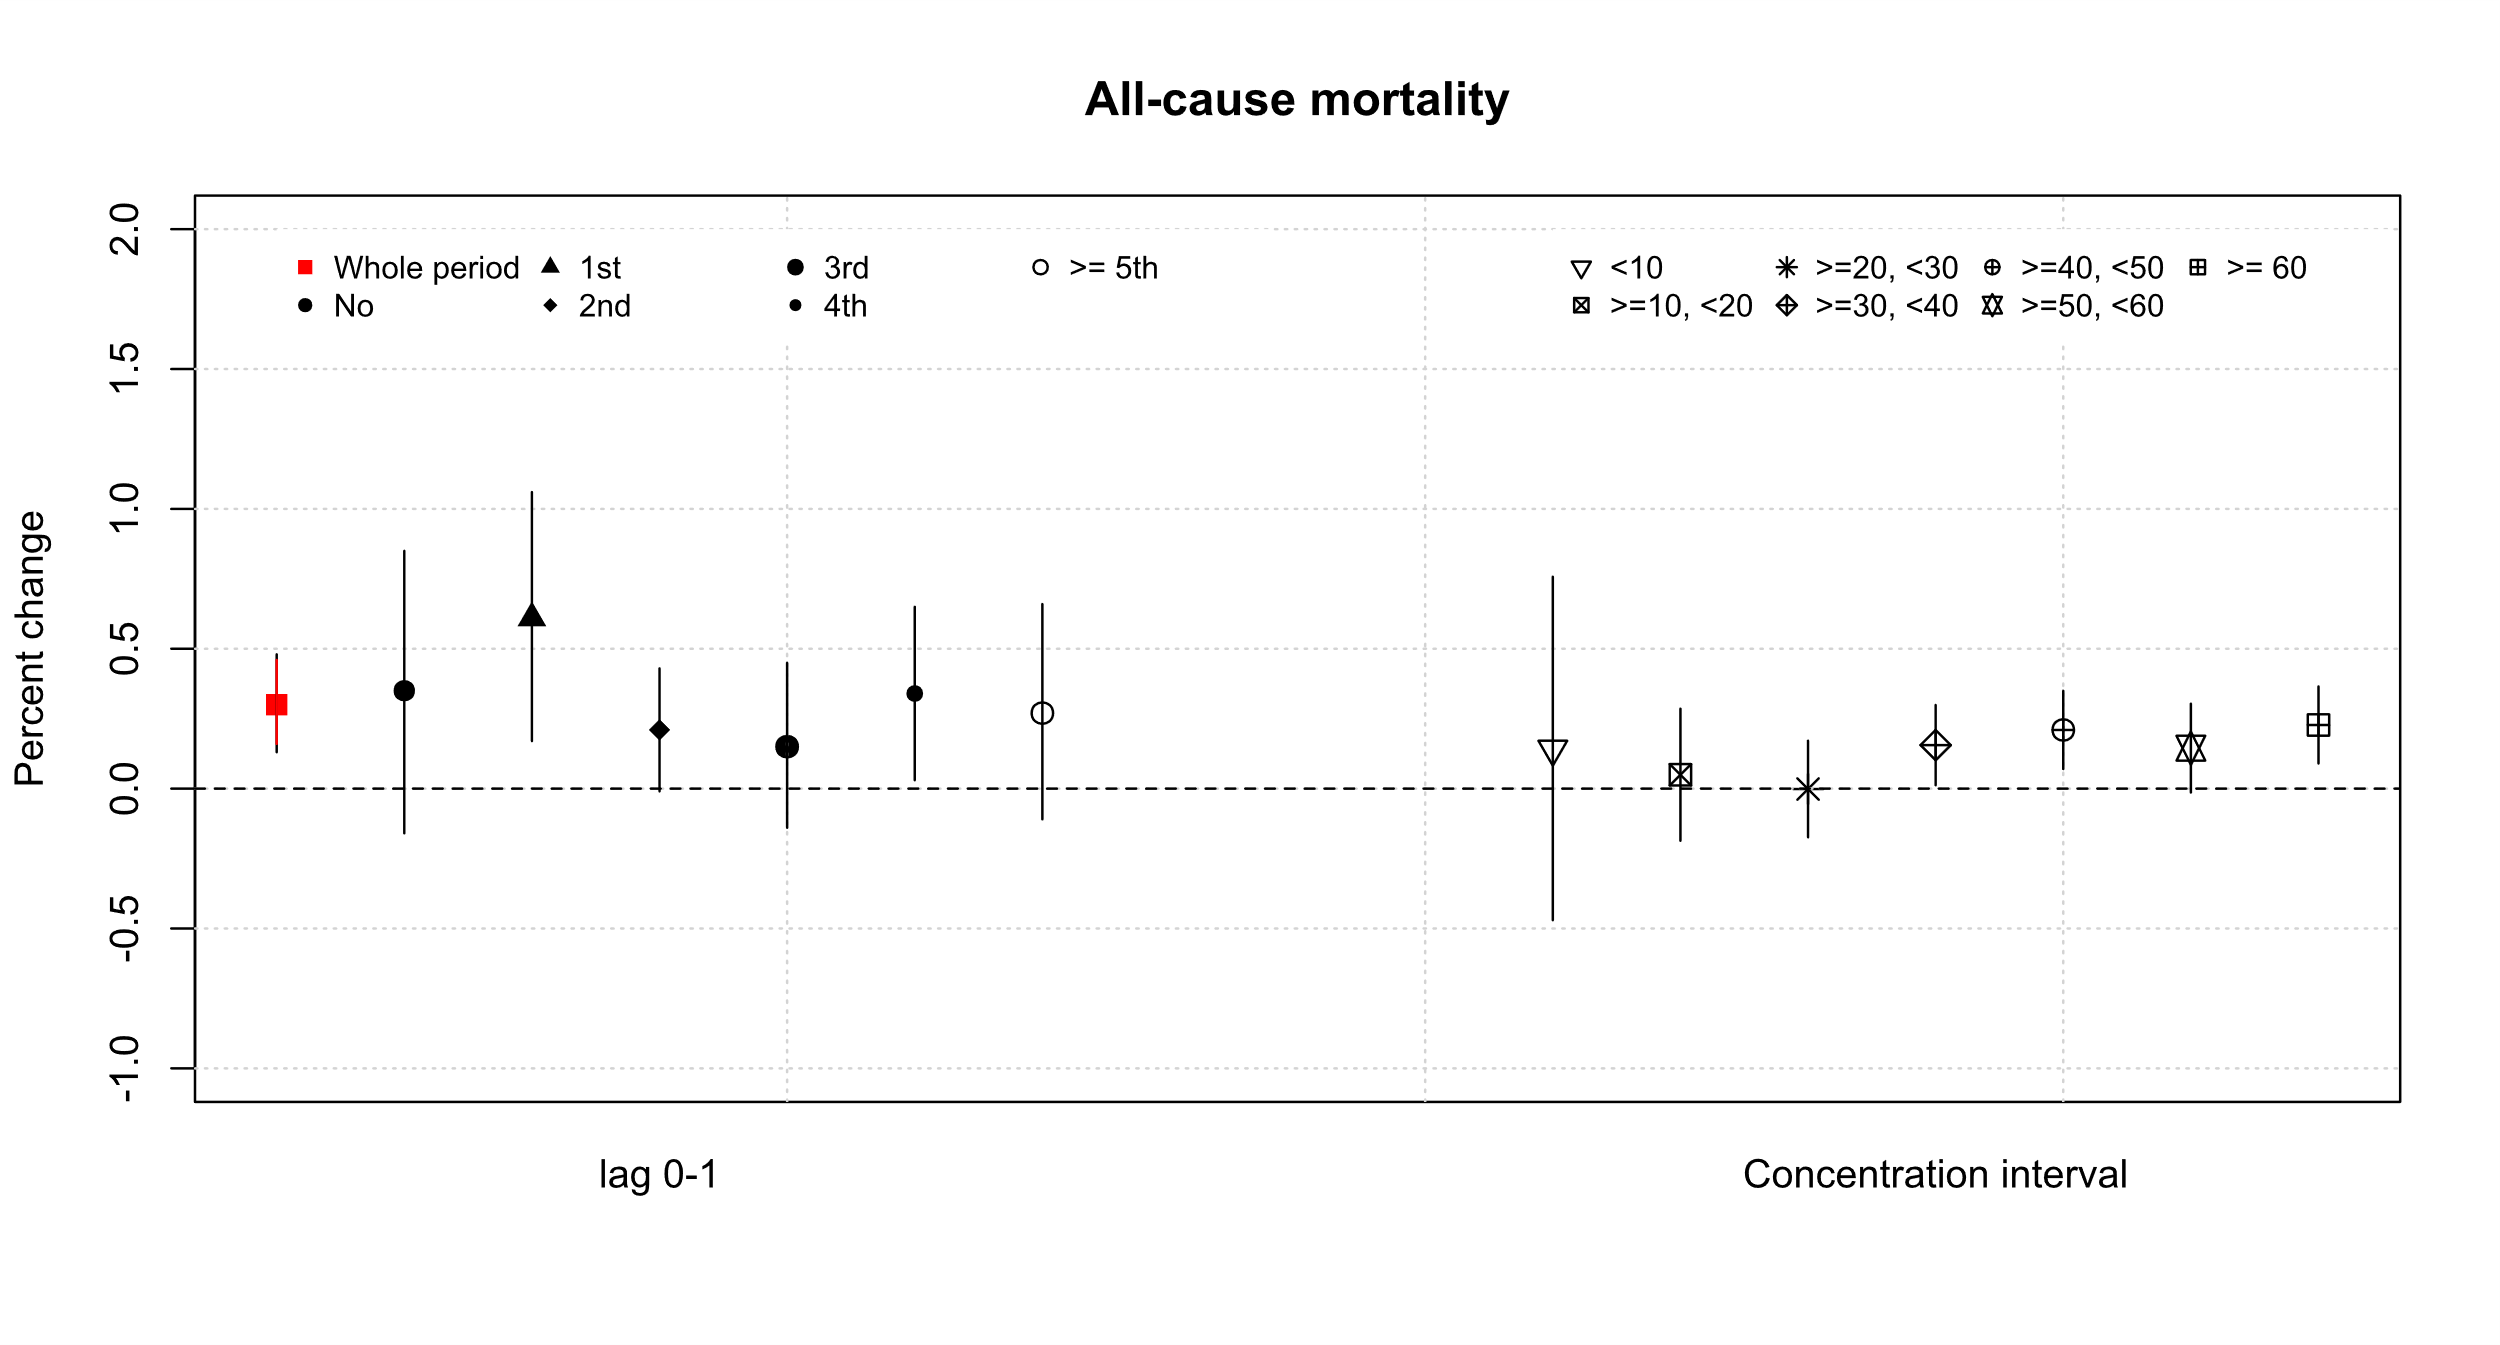 All-cause mortality
Percent change
2.0
1.5
1.0
0.5
0.0
-0.5
-1.0
Whole period 1st 3rd >= 5th
No 2nd 4th
<10 >=20, <30 >=40, <50 >= 60
>=10, <20 >=30, <40 >=50, <60
lag 0-1
Concentration interval